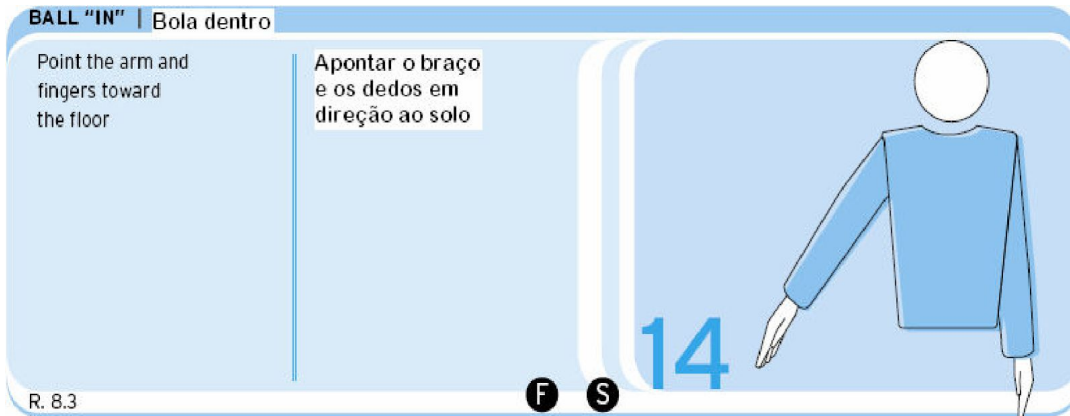 BALL "IN" | Bola dentro
Point the arm and
fingers toward
the floor
Apontar o braço
e os dedos em
direção ao solo
14
R. 8.3
F S